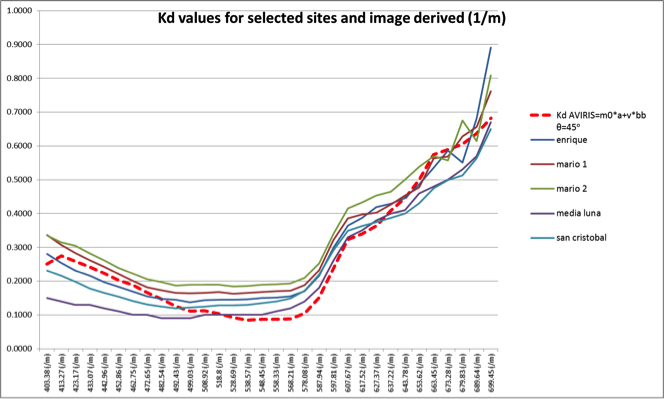 Kd values for selected sites and image derived (1/m)
1.0000
0.9000
0.8000
0.7000
0.6000
0.5000
0.4000
0.3000
0.2000
0.1000
0.0000
Kd AVIRIS=m0*a+v*bb
θ=45°
enrique
mario 1
mario 2
media luna
san cristobal
403.38 (/m)
413.27 (/m)
423.17 (/m)
433.07 (/m)
442.96 (/m)
452.86 (/m)
462.75 (/m)
472.65 (/m)
482.54 (/m)
492.43 (/m)
499.03 (/m)
508.92 (/m)
518.8 (/m)
528.69 (/m)
538.57 (/m)
548.45 (/m)
558.33 (/m)
568.21 (/m)
578.08 (/m)
587.94 (/m)
597.81 (/m)
607.67 (/m)
617.52 (/m)
627.37 (/m)
637.22 (/m)
643.78 (/m)
653.62 (/m)
663.45 (/m)
673.28 (/m)
679.83 (/m)
689.64 (/m)
699.45 (/m)